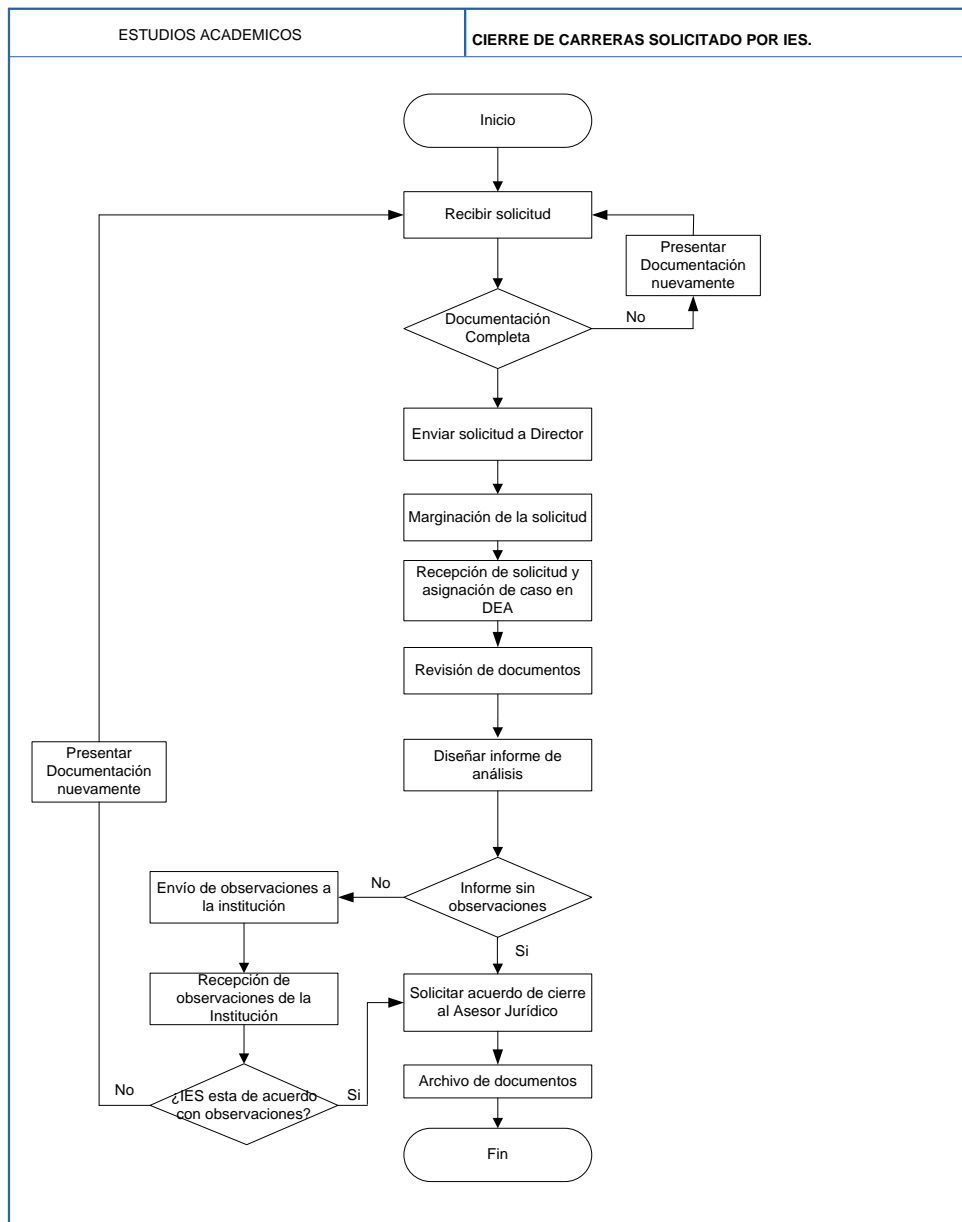 ESTUDIOS ACADEMICOS
CIERRE DE CARRERAS SOLICITADO POR IES.
Inicio
Recibir solicitud
Presentar
Documentación
nuevamente
Documentación
Completa
No
Enviar solicitud a Director
Marginación de la solicitud
Recepción de solicitud y
asignación de caso en
DEA
Revisión de documentos
Diseñar informe de
análisis
Presentar
Documentación
nuevamente
Informe sin
observaciones
No
Envío de observaciones a
la institución
Si
Recepción de
observaciones de la
Institución
Solicitar acuerdo de cierre
al Asesor Jurídico
¿IES esta de acuerdo
con observaciones?
No
Si
Archivo de documentos
Fin